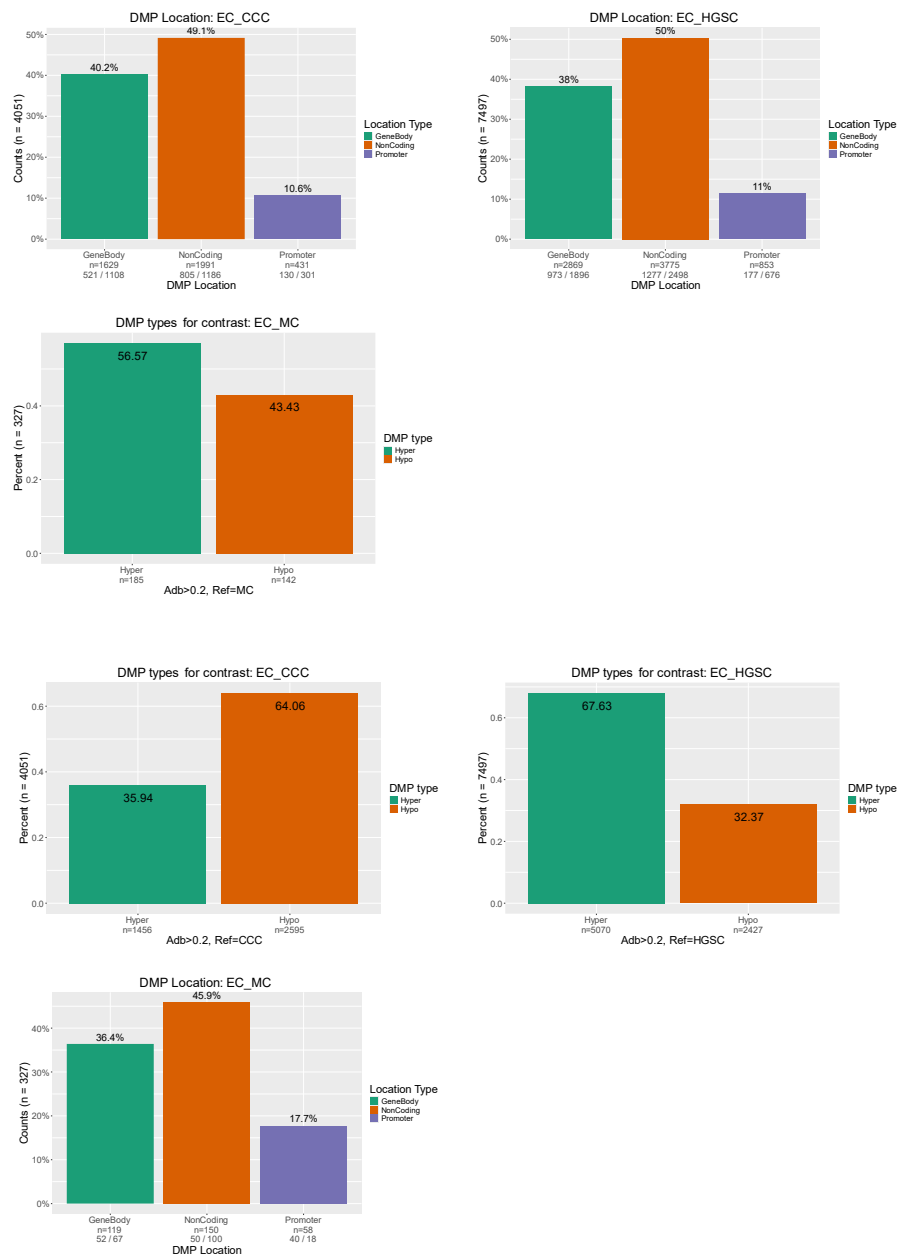 DMP Location: EC_CCC
49.1%
50%
40%
30%
20%
10%
0%
40.2%
10.6%
Counts (n = 4051)
Location Type
GeneBody
NonCoding
Promoter
GeneBody NonCoding Promoter
n=1629 n=1991 n=431
521 / 1108 805 / 1186 130 / 301
DMP Location
DMP Location: EC_HGSC
50%
50%
40%
30%
20%
10%
0%
38%
11%
Counts (n = 7497)
Location Type
GeneBody
NonCoding
Promoter
GeneBody NonCoding Promoter
n=2869 n=3775 n=853
973 / 1896 1277 / 2498 177 / 676
DMP Location
DMP types for contrast: EC_MC
56.57
43.43
0.4
0.2
0.0
Percent (n = 327)
DMP type
Hyper
Hypo
Hyper Hypo
n=185 n=142
Adb>0.2, Ref=MC
DMP types for contrast: EC_CCC
0.6
0.4
0.2
0.0
64.06
35.94
Percent (n = 4051)
DMP type
Hyper
Hypo
Hyper Hypo
n=1456 n=2595
Adb>0.2, Ref=CCC
DMP types for contrast: EC_HGSC
0.6
0.4
0.2
0.0
67.63
32.37
Percent (n = 7497)
DMP type
Hyper
Hypo
Hyper Hypo
n=5070 n=2427
Adb>0.2, Ref=HGSC
DMP Location: EC_MC
45.9%
40%
30%
20%
10%
0%
36.4%
17.7%
Counts (n = 327)
Location Type
GeneBody
NonCoding
Promoter
GeneBody NonCoding Promoter
n=119 n=150 n=58
52 / 67 50 / 100 40 / 18
DMP Location